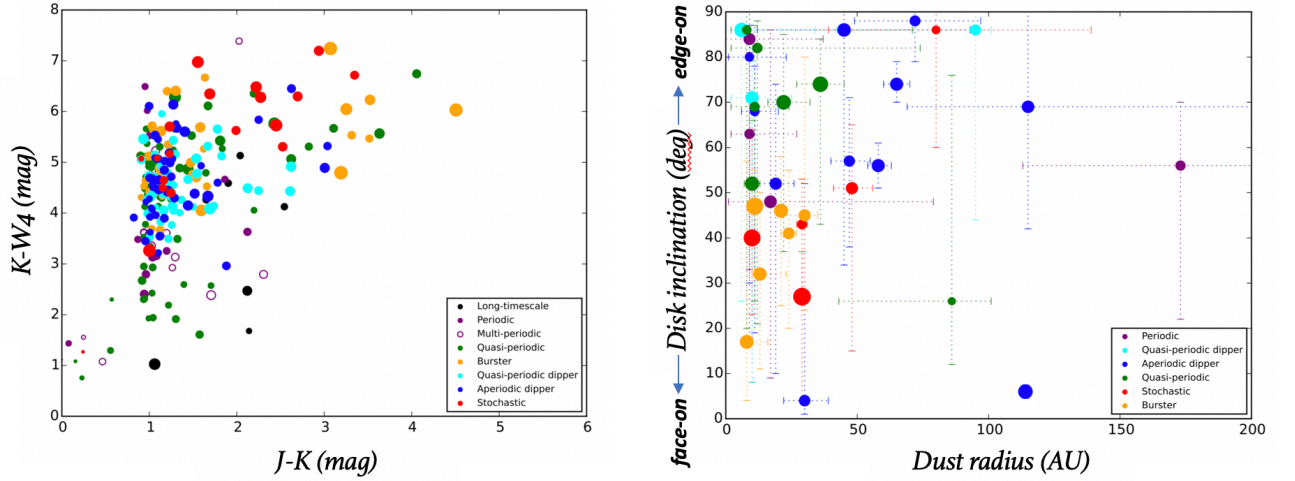 8
7
6
5
4
3
2
1
0
K-W4 (mag)
0 1 2 3 4 5 6
J-K (mag)
Long-timescale
Periodic
Multi-periodic
Quasi-periodic
Burster
Quasi-periodic dipper
Aperiodic dipper
Stochastic
90
80
70
60
50
40
30
20
10
0
face-on Disk inclination (deg) edge-on
0 50 100 150 200
Dust radius (AU)
Periodic
Quasi-periodic dipper
Aperiodic dipper
Quasi-periodic
Stochastic
Burster